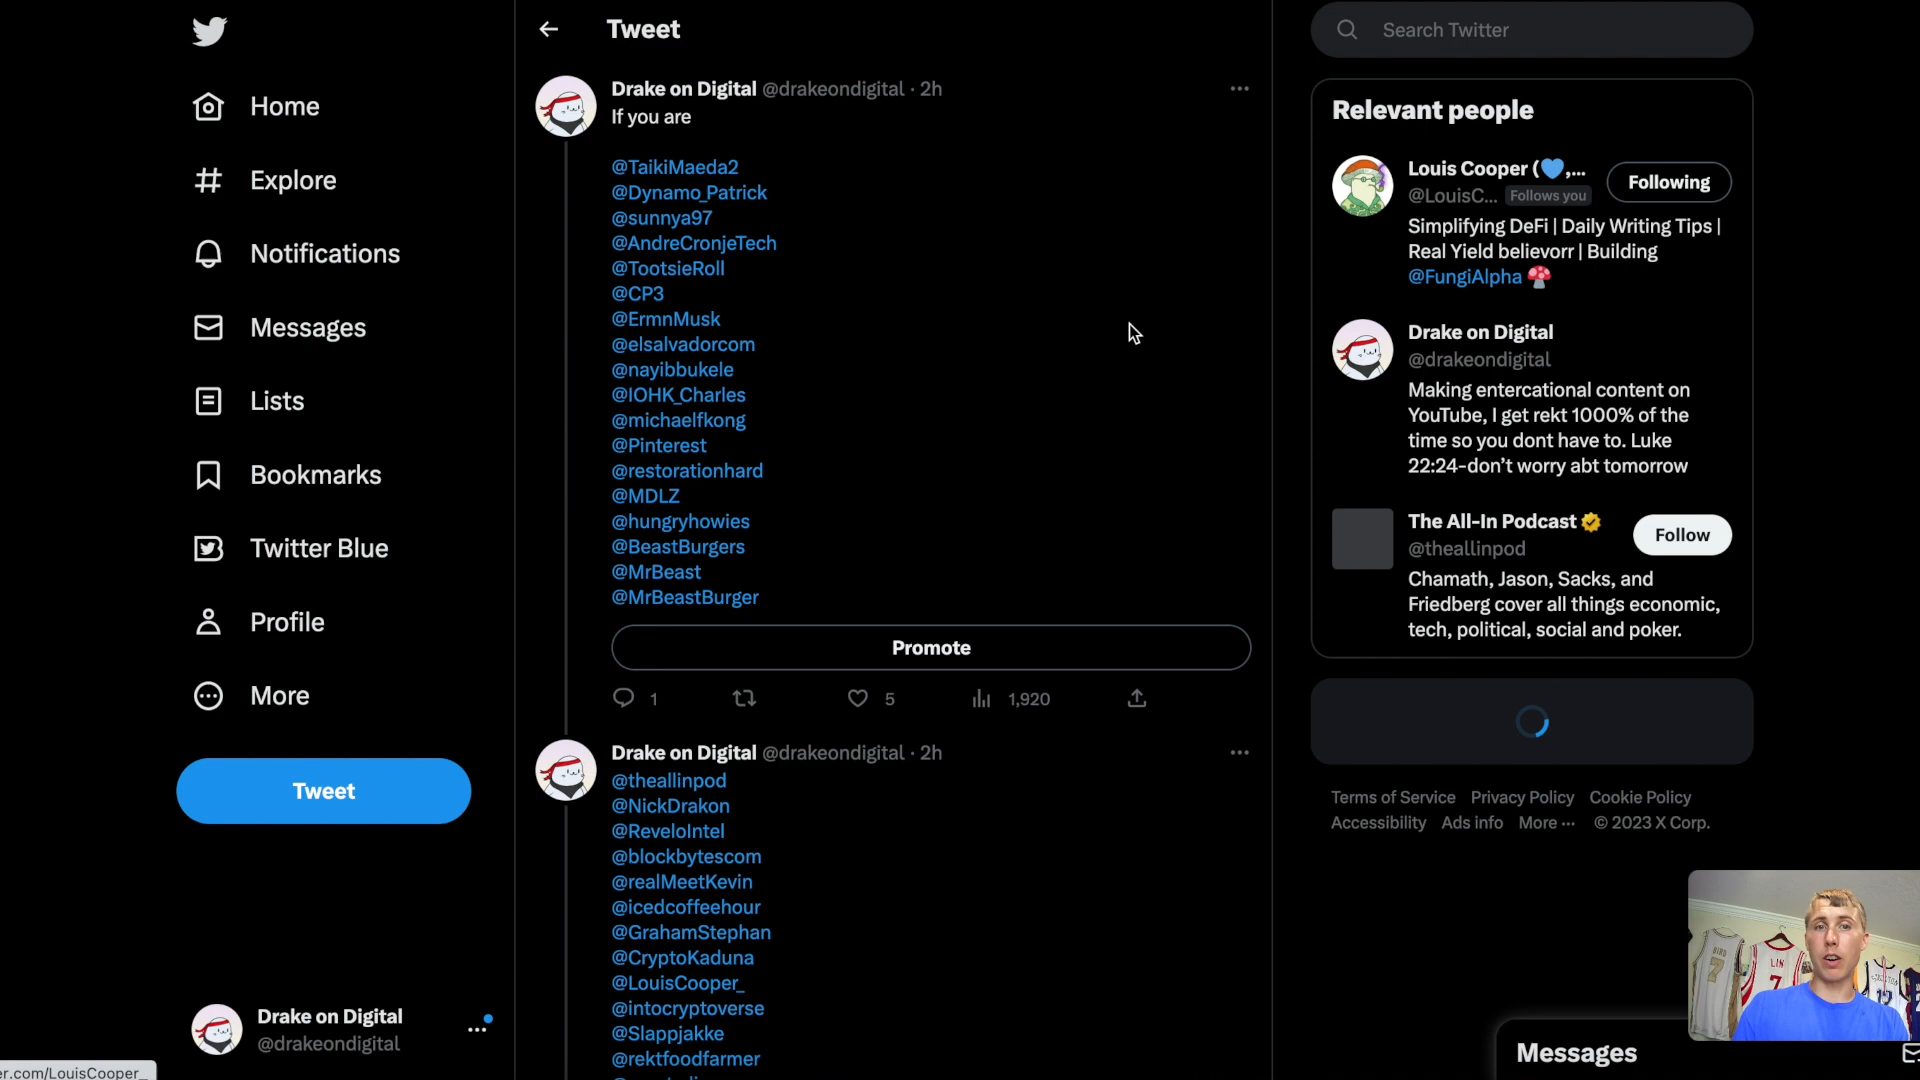 Home
Explore
Notifications
Messages
Lists
Bookmarks
Twitter Blue
Profile
More
Tweet
Drake on Digital
@drakeondigital
er.com/LouisCooper_
Tweet
Drake on Digital @drakeondigital · 2h
If you are
@TaikiMaeda2
@Dynamo_Patrick
@sunnya97
@AndreCronjeTech
@TootsieRoll
@CP3
@ErmnMusk
@elsalvadorcom
@nayibbukele
@IOHK_Charles
@michaelfkong
@Pinterest
@restorationhard
@MDLZ
@hungryhowies
@BeastBurgers
@MrBeast
@MrBeastBurger
Promote
1 5 1,920
Drake on Digital @drakeondigital · 2h
@theallinpod
@NickDrakon
@ReveloIntel
@blockbytescom
@realMeetKevin
@icedcoffeehour
@GrahamStephan
@CryptoKaduna
@LouisCooper_
@intocryptoverse
@Slappjakke
@rektfoodfarmer
Search Twitter
Relevant people
Louis Cooper (💙,...
@LouisC... Follows you
Following
Simplifying DeFi | Daily Writing Tips |
Real Yield believorr | Building
@FungiAlpha 🍄
Drake on Digital
@drakeondigital
Making entercational content on
YouTube, I get rekt 1000% of the
time so you dont have to. Luke
22:24-don't worry abt tomorrow
The All-In Podcast
@theallinpod
Follow
Chamath, Jason, Sacks, and
Friedberg cover all things economic,
tech, political, social and poker.
Terms of Service Privacy Policy Cookie Policy
Accessibility Ads info More ··· © 2023 X Corp.
LIN
7
7
Messages